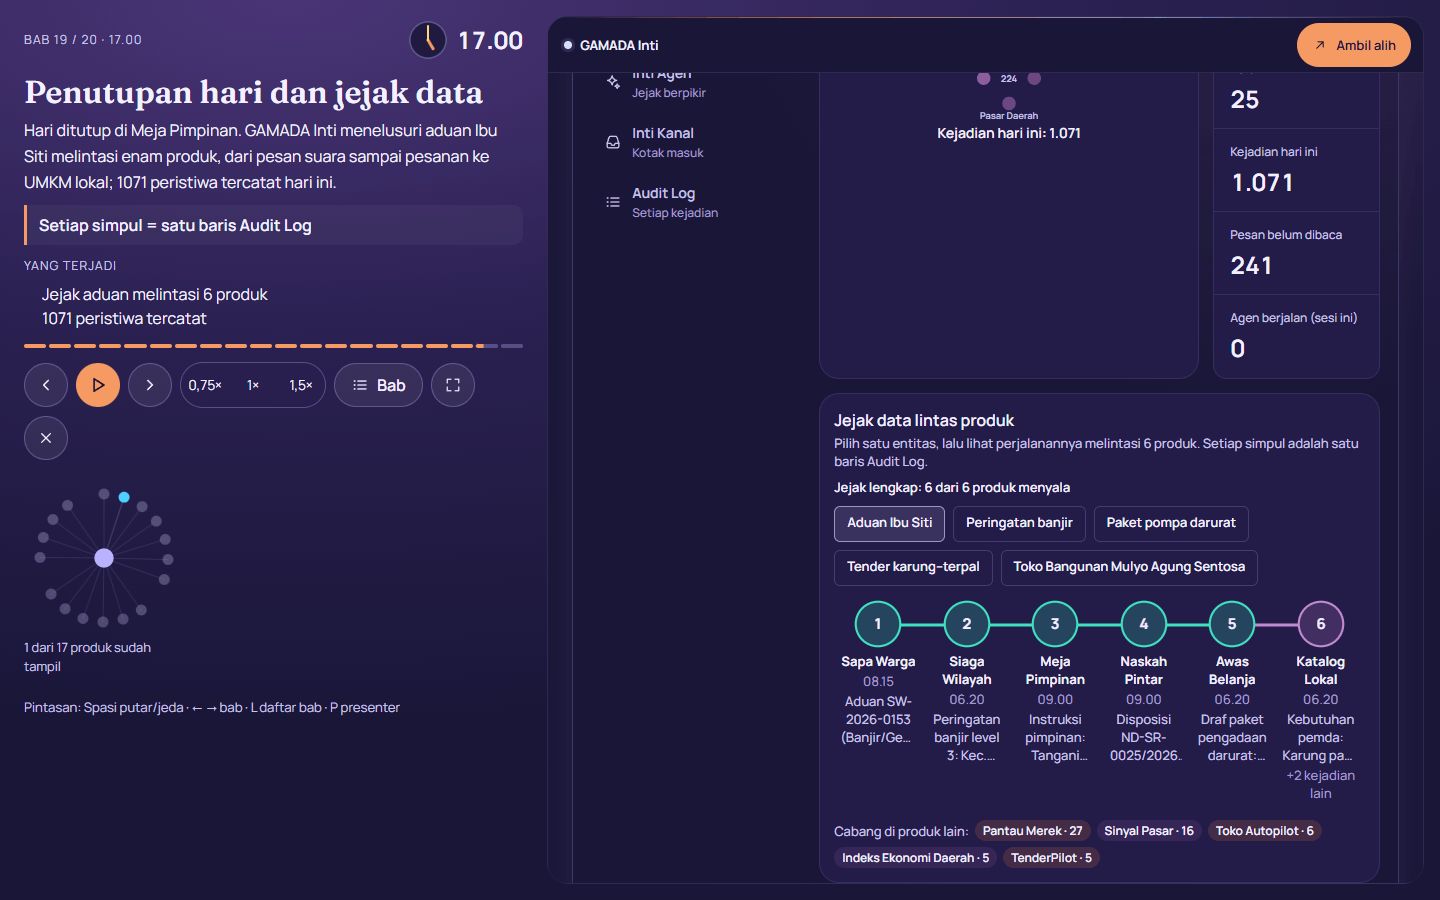 BAB 19 / 20 · 17.00
17.00
Penutupan hari dan jejak data
Hari ditutup di Meja Pimpinan. GAMADA Inti menelusuri aduan Ibu
Siti melintasi enam produk, dari pesan suara sampai pesanan ke
UMKM lokal; 1071 peristiwa tercatat hari ini.
Setiap simpul = satu baris Audit Log
YANG TERJADI
Jejak aduan melintasi 6 produk
1071 peristiwa tercatat
0,75×
1×
1,5×
Bab
1 dari 17 produk sudah
tampil
Pintasan: Spasi putar/jeda · ← → bab · L daftar bab · P presenter
GAMADA Inti
Ambil alih
Inti Agen
Jejak berpikir
Inti Kanal
Kotak masuk
Audit Log
Setiap kejadian
224
Pasar Daerah
Kejadian hari ini: 1.071
25
Kejadian hari ini
1.071
Pesan belum dibaca
241
Agen berjalan (sesi ini)
0
Jejak data lintas produk
Pilih satu entitas, lalu lihat perjalanannya melintasi 6 produk. Setiap simpul adalah satu
baris Audit Log.
Jejak lengkap: 6 dari 6 produk menyala
Aduan Ibu Siti
Peringatan banjir
Paket pompa darurat
Tender karung-terpal
Toko Bangunan Mulyo Agung Sentosa
1
Sapa Warga
08.15
Aduan SW-
2026-0153
(Banjir/Ge...
2
Siaga
Wilayah
06.20
Peringatan
banjir level
3: Kec....
3
Meja
Pimpinan
09.00
Instruksi
pimpinan:
Tangani...
4
Naskah
Pintar
09.00
Disposisi
ND-SR-
0025/2026...
5
Awas
Belanja
06.20
Draf paket
pengadaan
darurat:...
6
Katalog
Lokal
06.20
Kebutuhan
pemda:
Karung pa...
+2 kejadian
lain
Cabang di produk lain:
Pantau Merek · 27
Sinyal Pasar · 16
Toko Autopilot · 6
Indeks Ekonomi Daerah · 5
TenderPilot · 5